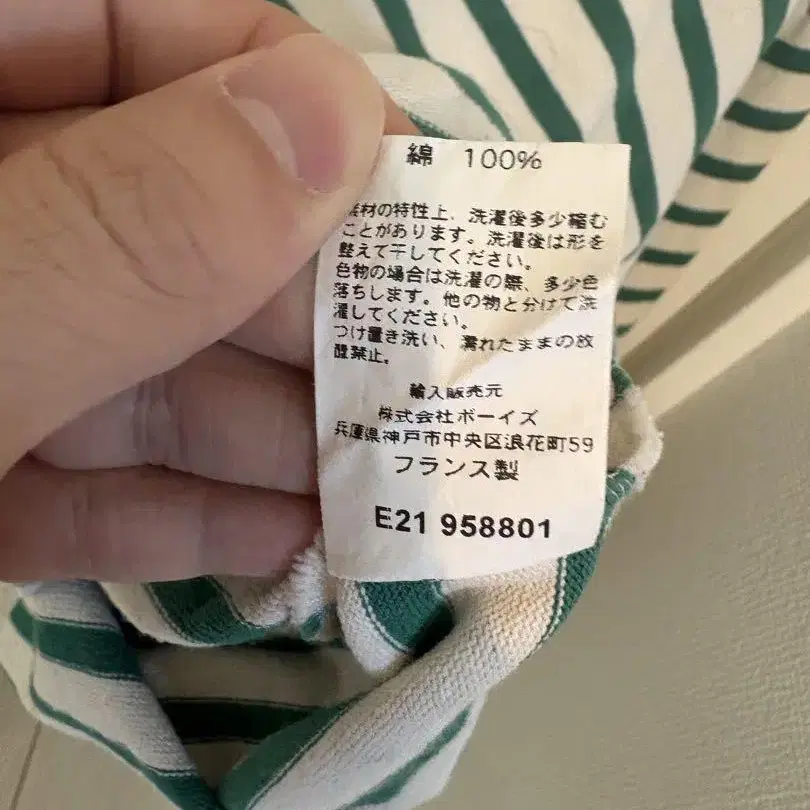 綿 100%
素材の特性上、洗濯後多少縮む
ことがあります。洗濯後は形を
整えて干してください。
色物の場合は洗濯の際、多少色
落ちします。他の物と分けて洗
濯してください。
つけ置き洗い、濡れたままの放
置禁止。
輸入販売元
株式会社ボーイズ
兵庫県神戸市中央区浪花町59
フランス製
E21 958801